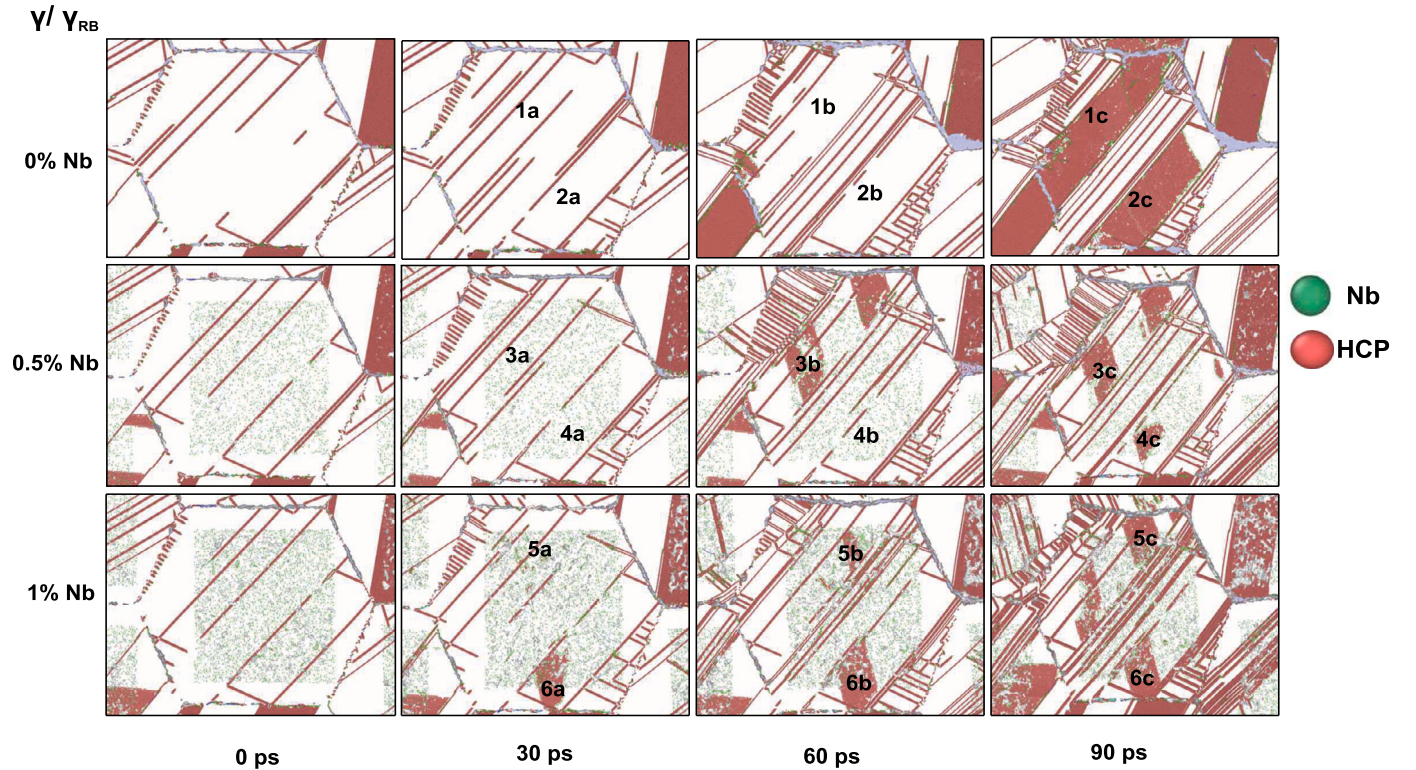 γ/ γRB
0% Nb
1a
2a
1b
2b
1c
2c
0.5% Nb
3a
4a
3b
4b
3c
4c
Nb
HCP
1% Nb
5a
6a
5b
6b
5c
6c
0 ps
30 ps
60 ps
90 ps